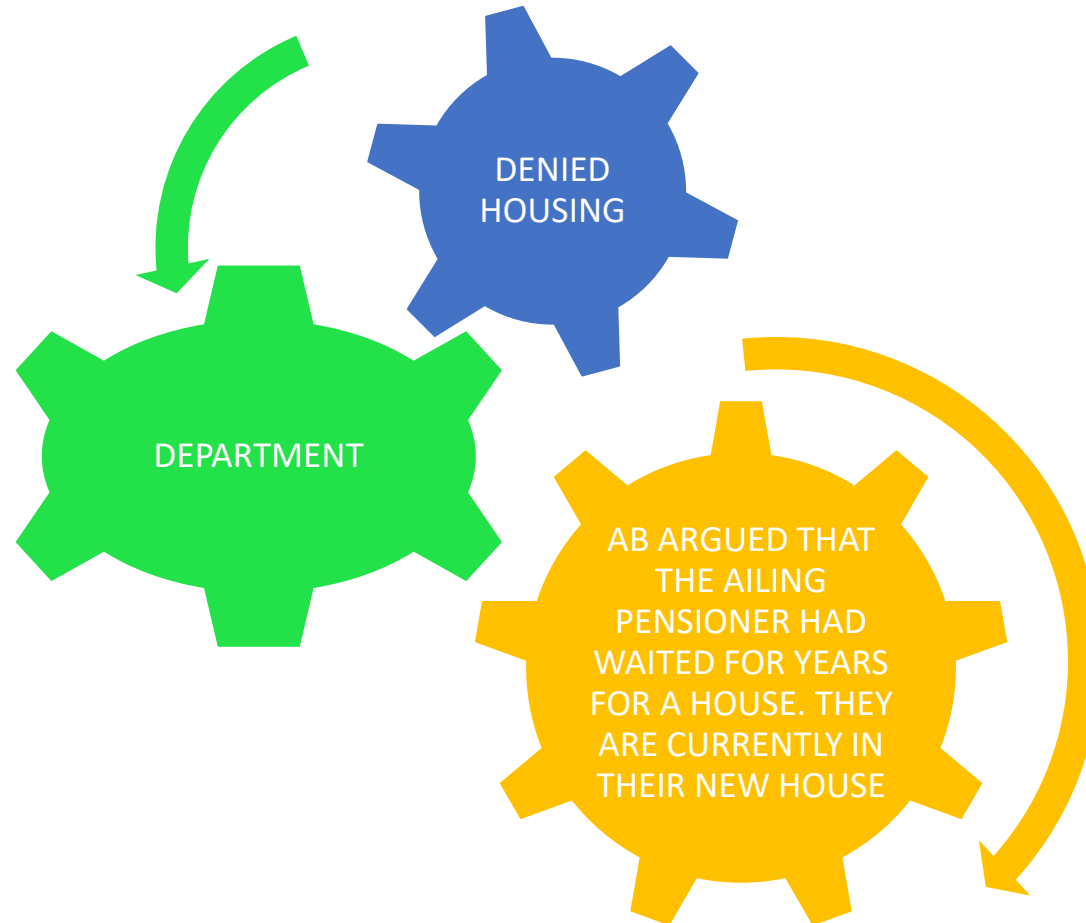 DENIED
HOUSING
DEPARTMENT
AB ARGUED THAT
THE AILING
PENSIONER HAD
WAITED FOR YEARS
FOR A HOUSE. THEY
ARE CURRENTLY IN
THEIR NEW HOUSE